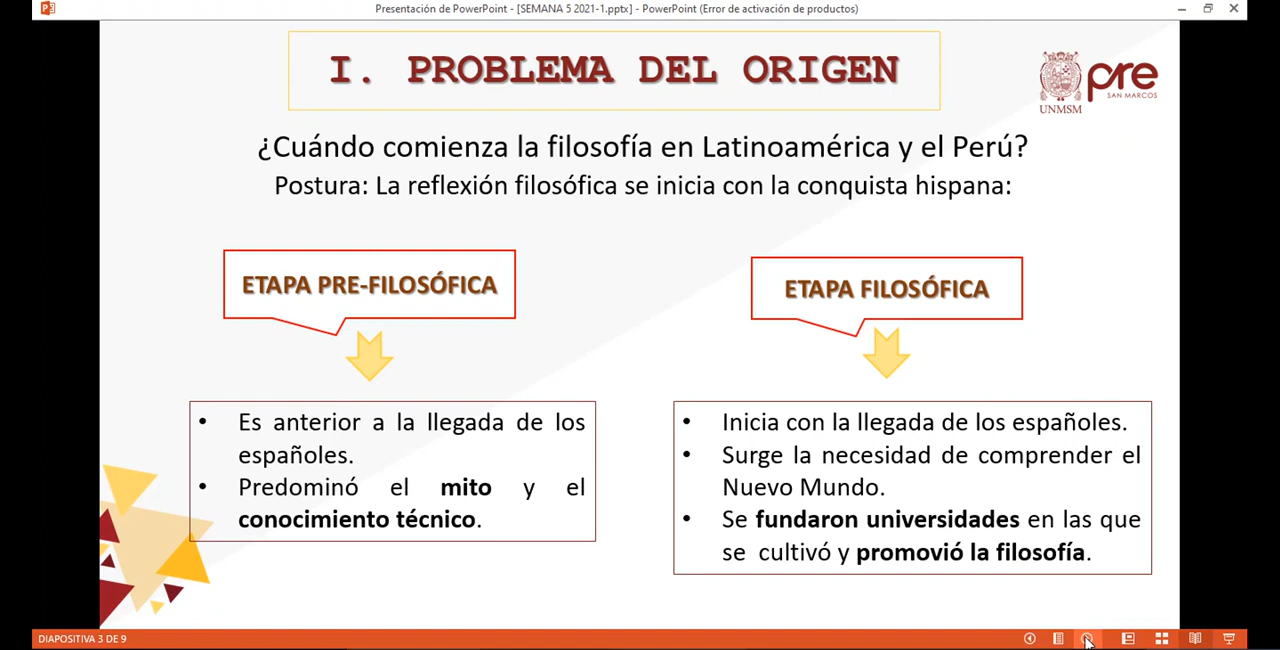 Presentación de PowerPoint - [SEMANA 5 2021-1.pptx] - PowerPoint (Error de activación de productos)
I. PROBLEMA DEL ORIGEN
pre
SAN MARCOS
UNMSM
¿Cuándo comienza la filosofía en Latinoamérica y el Perú?
Postura: La reflexión filosófica se inicia con la conquista hispana:
ETAPA PRE-FILOSÓFICA
• Es anterior a la llegada de los
españoles.
• Predominó el mito y el
conocimiento técnico.
ETAPA FILOSÓFICA
• Inicia con la llegada de los españoles.
• Surge la necesidad de comprender el
Nuevo Mundo.
• Se fundaron universidades en las que
se cultivó y promovió la filosofía.
DIAPOSITIVA 3 DE 9